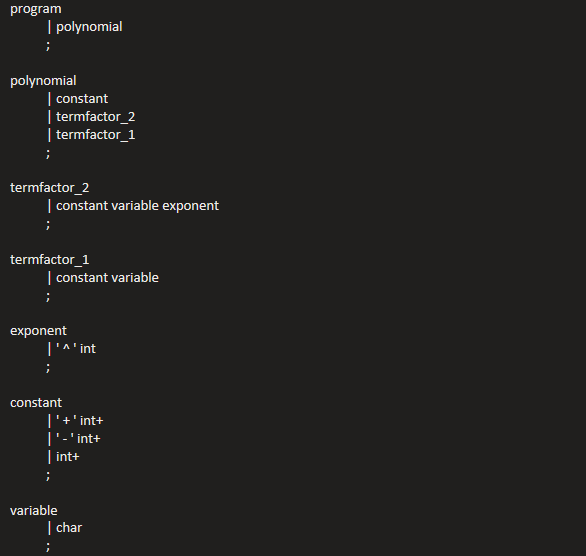 program
| polynomial
;
polynomial
| constant
| termfactor_2
| termfactor_1
;
termfactor_2
| constant variable exponent
;
termfactor_1
| constant variable
;
exponent
| ' ^ ' int
;
constant
| ' + ' int+
| ' - ' int+
| int+
;
variable
| char
;